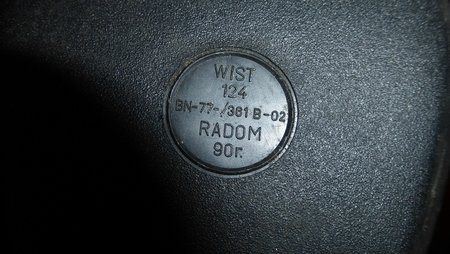 WIST
124
BN-77-/361 B-02
RADOM
90r.